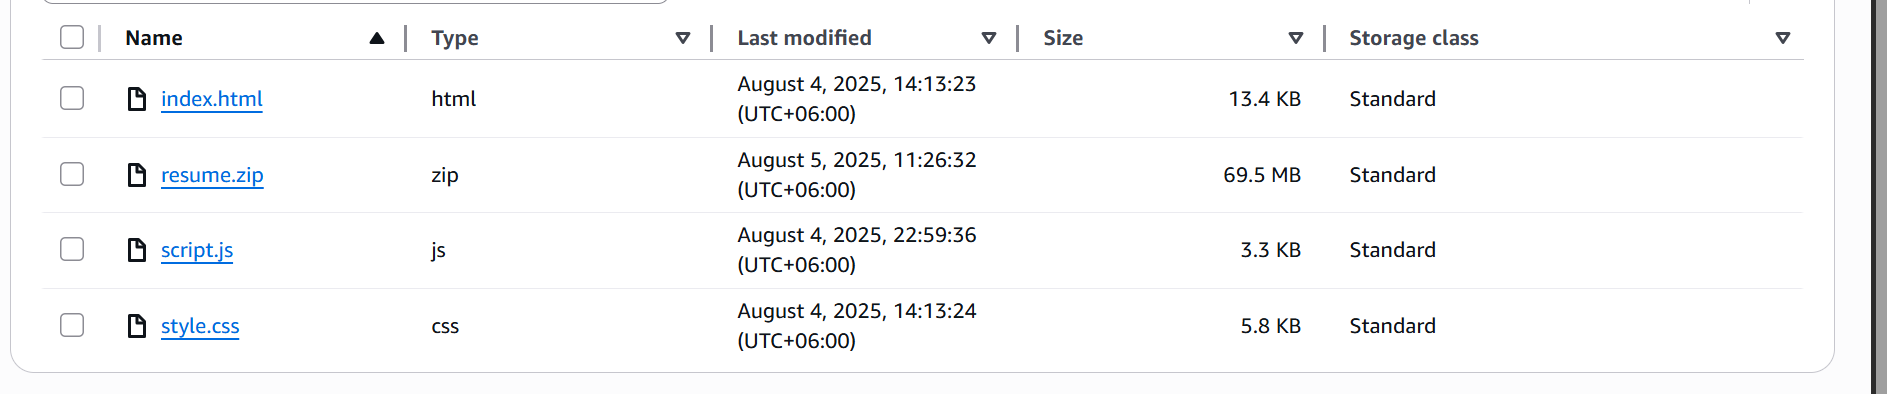 Name Type Last modified Size Storage class
index.html html August 4, 2025, 14:13:23 (UTC+06:00) 13.4 KB Standard
resume.zip zip August 5, 2025, 11:26:32 (UTC+06:00) 69.5 MB Standard
script.js js August 4, 2025, 22:59:36 (UTC+06:00) 3.3 KB Standard
style.css css August 4, 2025, 14:13:24 (UTC+06:00) 5.8 KB Standard